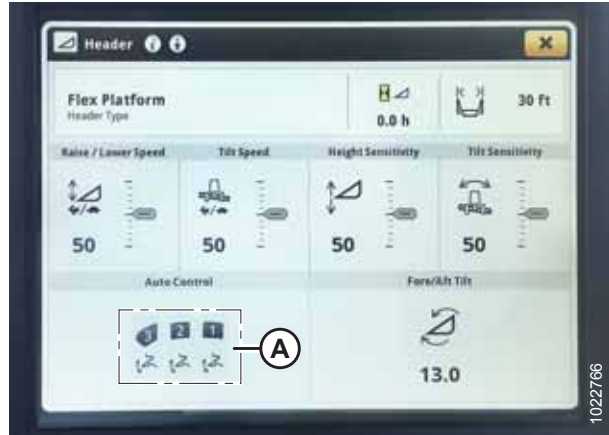 Header
Flex Platform
Header Type
0.0 h
30 ft
Raise / Lower Speed
Tilt Speed
Height Sensitivity
Tilt Sensitivity
50
50
50
50
Auto Control
Fore/Aft Tilt
3 2 1
A
13.0
1022766